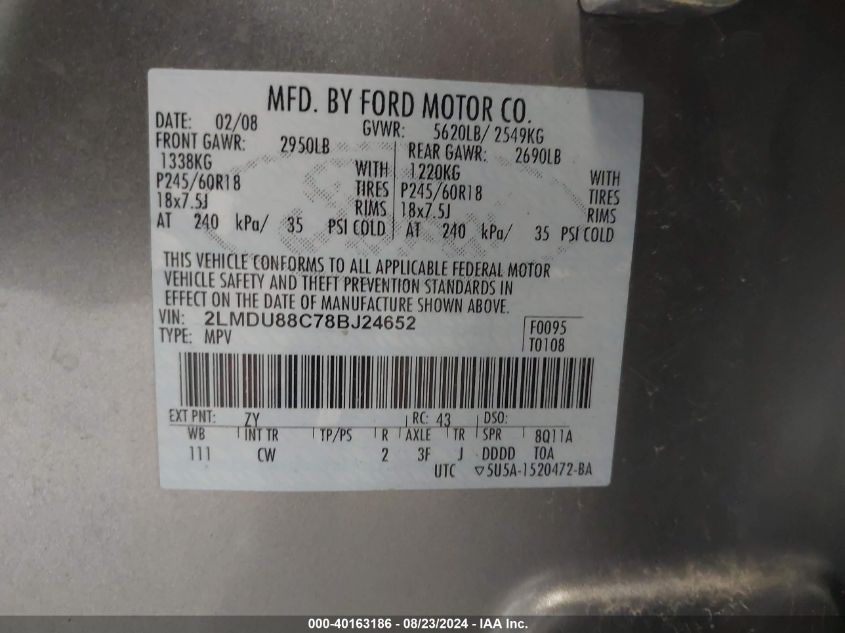 MFD. BY FORD MOTOR CO.
DATE: 02/08 GVWR: 5620LB/ 2549KG
FRONT GAWR: 2950LB REAR GAWR: 2690LB
1338KG WITH 1220KG WITH
P245/60R18 TIRES P245/60R18 TIRES
18x7.5J RIMS 18x7.5J RIMS
AT 240 kPa/ 35 PSI COLD AT 240 kPa/ 35 PSI COLD
THIS VEHICLE CONFORMS TO ALL APPLICABLE FEDERAL MOTOR
VEHICLE SAFETY AND THEFT PREVENTION STANDARDS IN
EFFECT ON THE DATE OF MANUFACTURE SHOWN ABOVE.
VIN: 2LMDU88C78BJ24652 F0095
TYPE: MPV T0108
EXT PNT: ZY RC: 43 DSO:
WB INT TR TP/PS R AXLE TR SPR 8Q11A
111 CW 2 3F J DDDD T0A
UTC ▽5U5A-1520472-BA
000-40163186 - 08/23/2024 - IAA Inc.